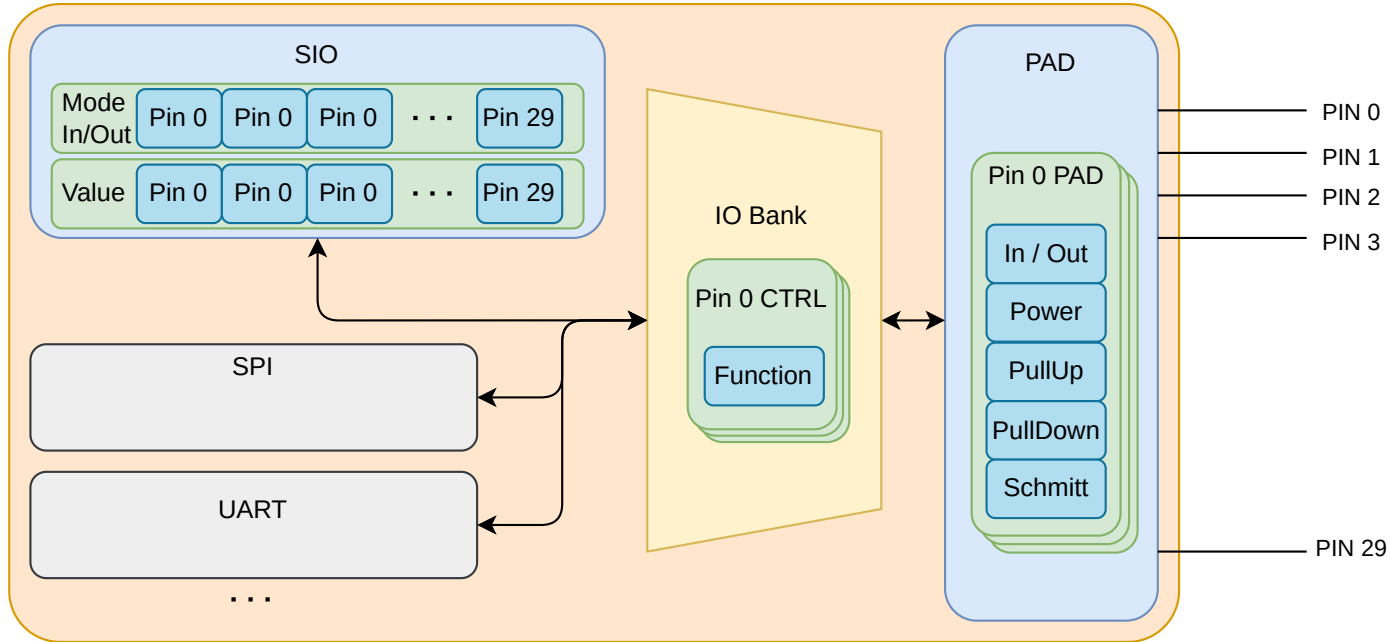 SIO
Mode
In/Out
Pin 0 Pin 0 Pin 0 . . . Pin 29
Value Pin 0 Pin 0 Pin 0 . . . Pin 29
SPI
UART
. . .
IO Bank
Pin 0 CTRL
Function
PAD
Pin 0 PAD
In / Out
Power
PullUp
PullDown
Schmitt
PIN 0
PIN 1
PIN 2
PIN 3
PIN 29